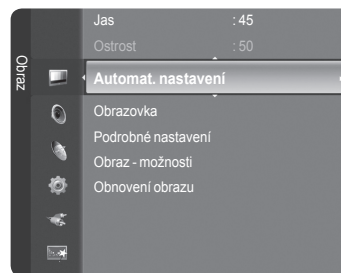 Obraz
Jas : 45
Ostrost : 50
Automat. nastavení
Obrazovka
Podrobné nastavení
Obraz - možnosti
Obnovení obrazu